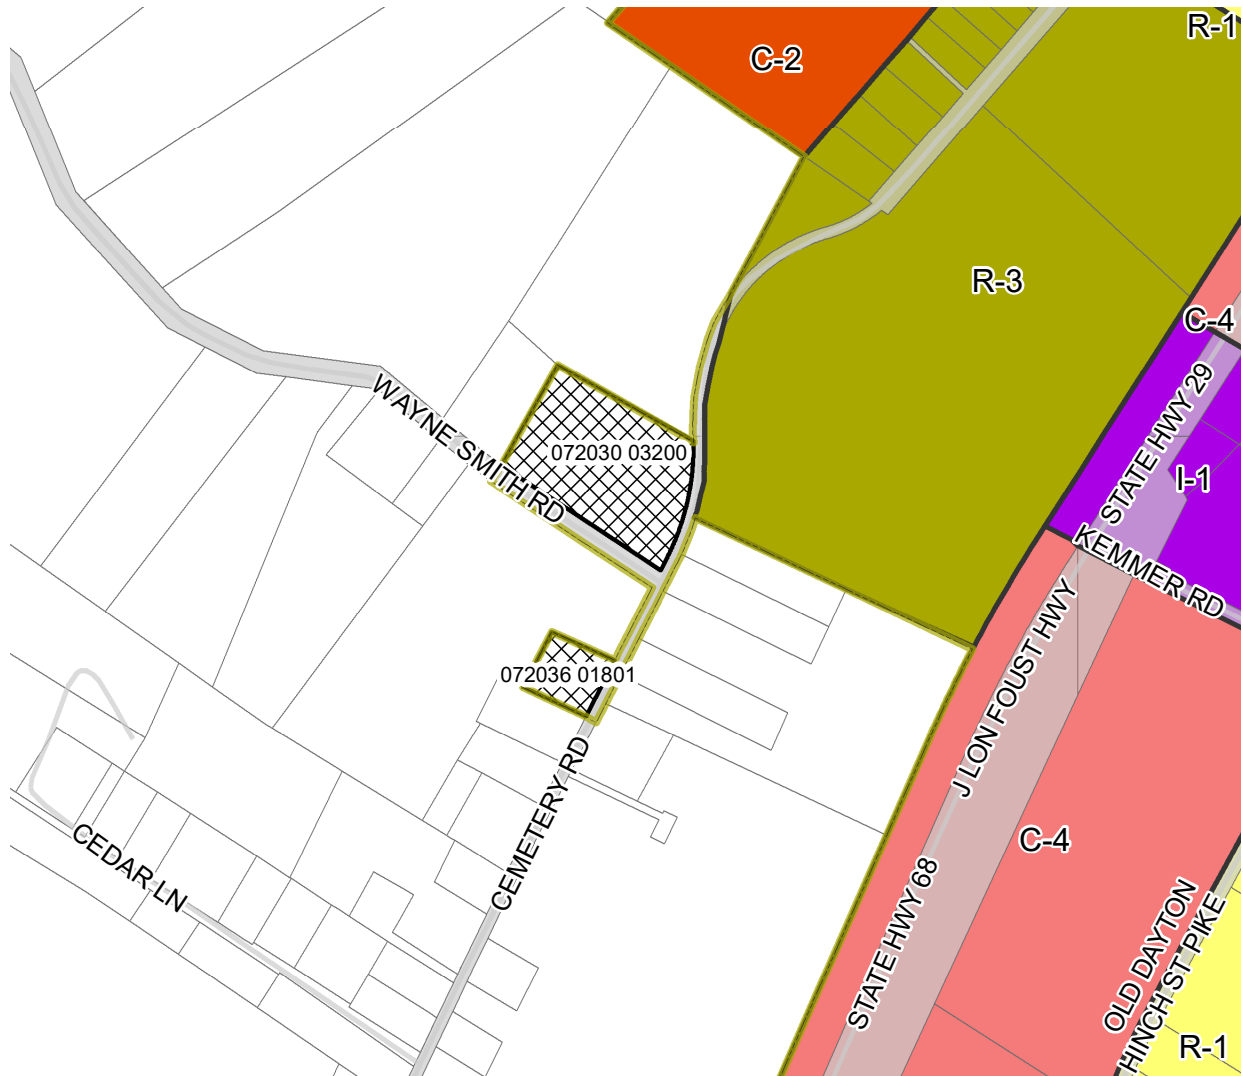 R-1
C-2
R-3
C-4
STATE HWY 29
WAYNE SMITH RD
072030 03200
I-1
KEMMER RD
J LON FOUST HWY
072036 01801
CEMETERY RD
C-4
CEDAR LN
STATE HWY 68
OLD DAYTON
HINCH ST PIKE
R-1